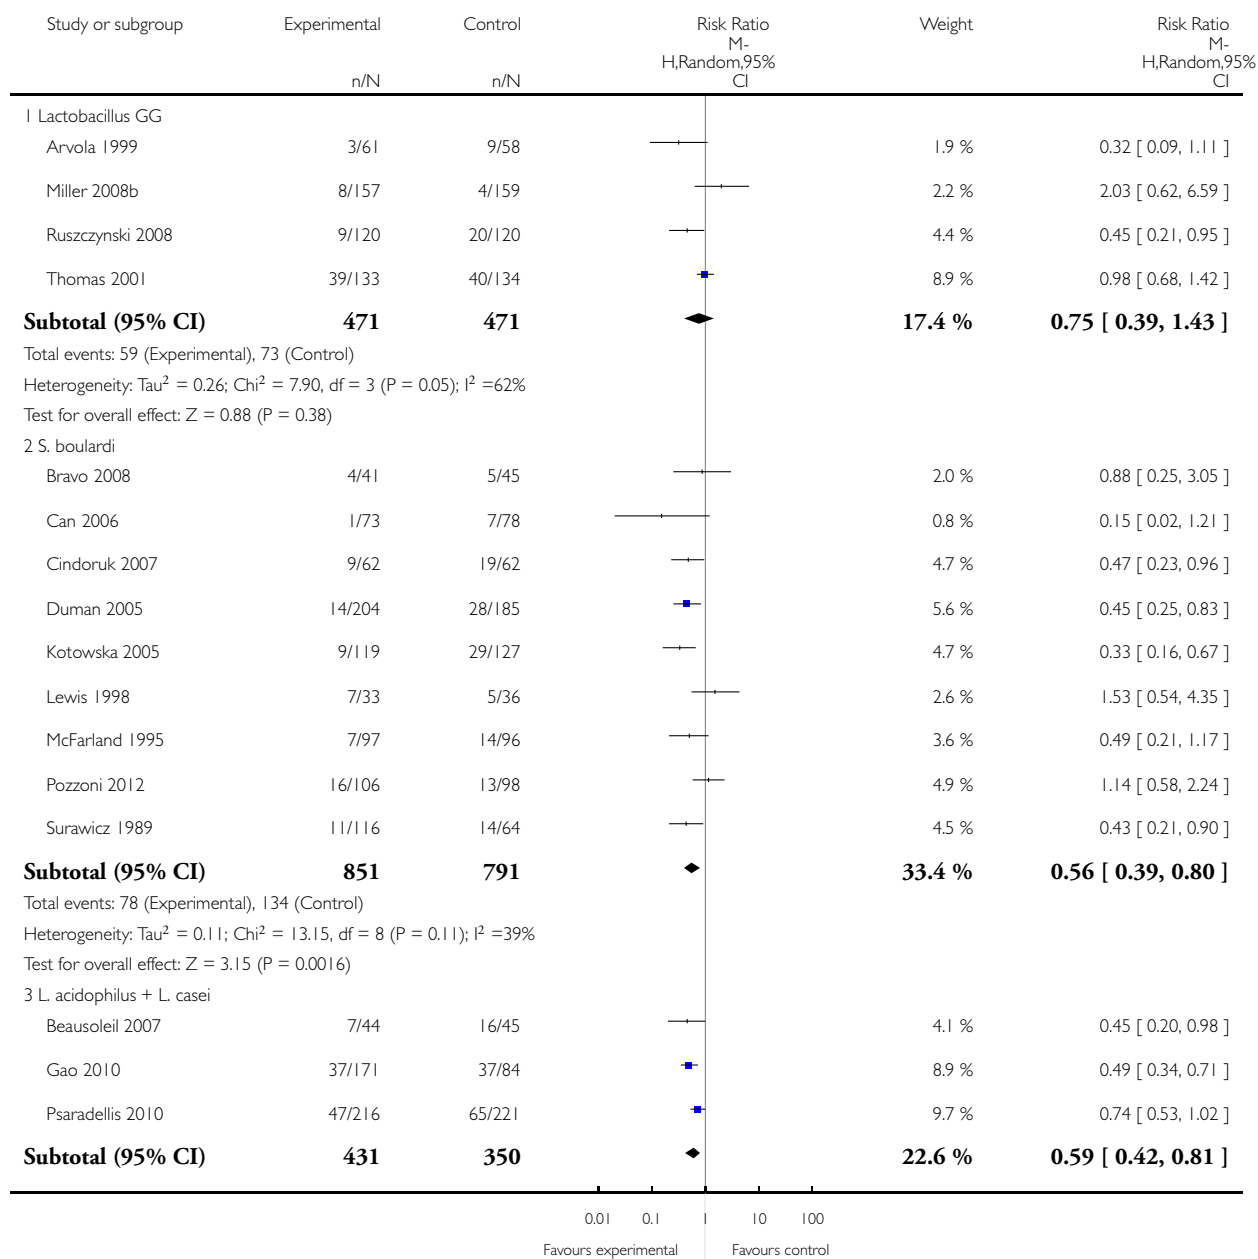 Study or subgroup Experimental Control Risk Ratio Weight Risk Ratio
M- M-
H,Random,95% H,Random,95%
n/N n/N CI CI
1 Lactobacillus GG
Arvola 1999 3/61 9/58 1.9 % 0.32 [ 0.09, 1.11 ]
Miller 2008b 8/157 4/159 2.2 % 2.03 [ 0.62, 6.59 ]
Ruszczynski 2008 9/120 20/120 4.4 % 0.45 [ 0.21, 0.95 ]
Thomas 2001 39/133 40/134 8.9 % 0.98 [ 0.68, 1.42 ]
Subtotal (95% CI) 471 471 17.4 % 0.75 [ 0.39, 1.43 ]
Total events: 59 (Experimental), 73 (Control)
Heterogeneity: Tau² = 0.26; Chi² = 7.90, df = 3 (P = 0.05); I² =62%
Test for overall effect: Z = 0.88 (P = 0.38)
2 S. boulardi
Bravo 2008 4/41 5/45 2.0 % 0.88 [ 0.25, 3.05 ]
Can 2006 1/73 7/78 0.8 % 0.15 [ 0.02, 1.21 ]
Cindoruk 2007 9/62 19/62 4.7 % 0.47 [ 0.23, 0.96 ]
Duman 2005 14/204 28/185 5.6 % 0.45 [ 0.25, 0.83 ]
Kotowska 2005 9/119 29/127 4.7 % 0.33 [ 0.16, 0.67 ]
Lewis 1998 7/33 5/36 2.6 % 1.53 [ 0.54, 4.35 ]
McFarland 1995 7/97 14/96 3.6 % 0.49 [ 0.21, 1.17 ]
Pozzoni 2012 16/106 13/98 4.9 % 1.14 [ 0.58, 2.24 ]
Surawicz 1989 11/116 14/64 4.5 % 0.43 [ 0.21, 0.90 ]
Subtotal (95% CI) 851 791 33.4 % 0.56 [ 0.39, 0.80 ]
Total events: 78 (Experimental), 134 (Control)
Heterogeneity: Tau² = 0.11; Chi² = 13.15, df = 8 (P = 0.11); I² =39%
Test for overall effect: Z = 3.15 (P = 0.0016)
3 L. acidophilus + L. casei
Beausoleil 2007 7/44 16/45 4.1 % 0.45 [ 0.20, 0.98 ]
Gao 2010 37/171 37/84 8.9 % 0.49 [ 0.34, 0.71 ]
Psaradellis 2010 47/216 65/221 9.7 % 0.74 [ 0.53, 1.02 ]
Subtotal (95% CI) 431 350 22.6 % 0.59 [ 0.42, 0.81 ]
0.01 0.1 1 10 100
Favours experimental Favours control